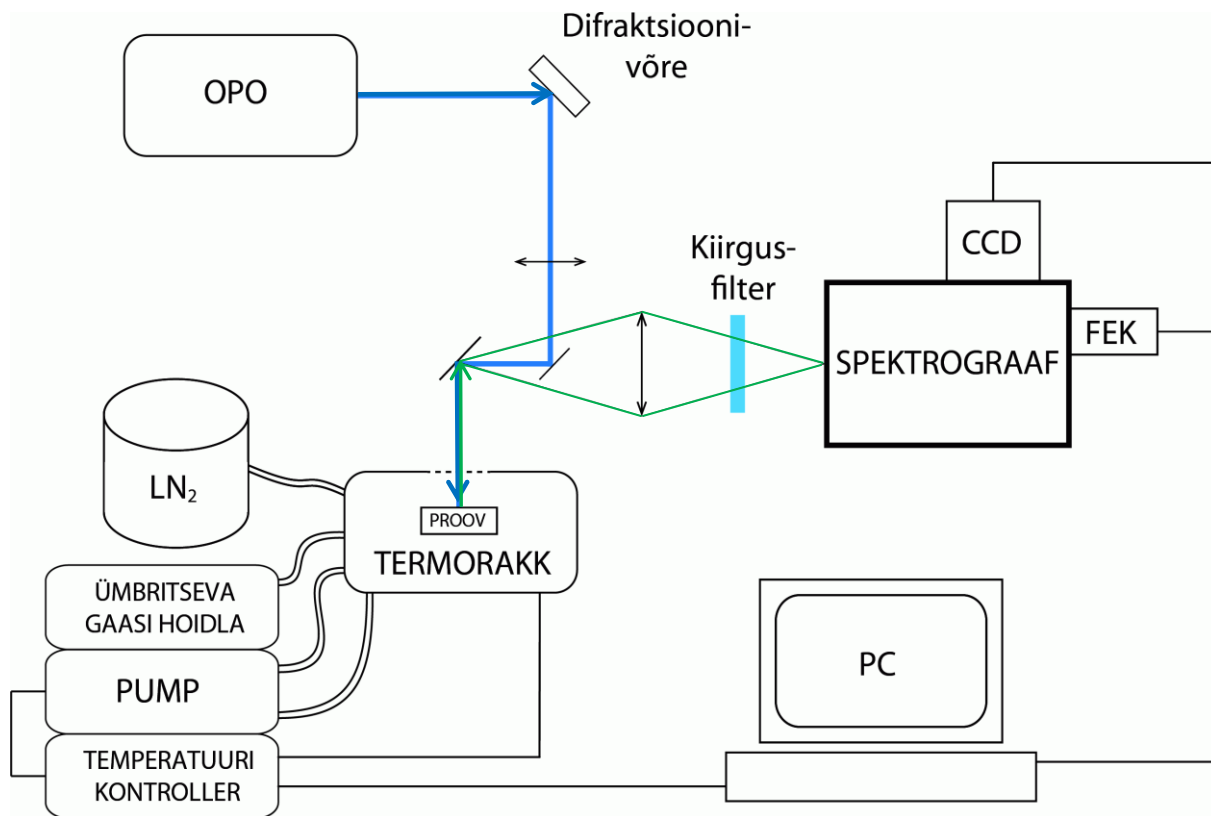 Difraktsiooni-
võre
OPO
CCD
Kiirgus-
filter
FEK
SPEKTROGRAAF
LN₂
PROOV
TERMORAKK
ÜMBRITSEVA
GAASI HOIDLA
PUMP
PC
TEMPERATUURI
KONTROLLER